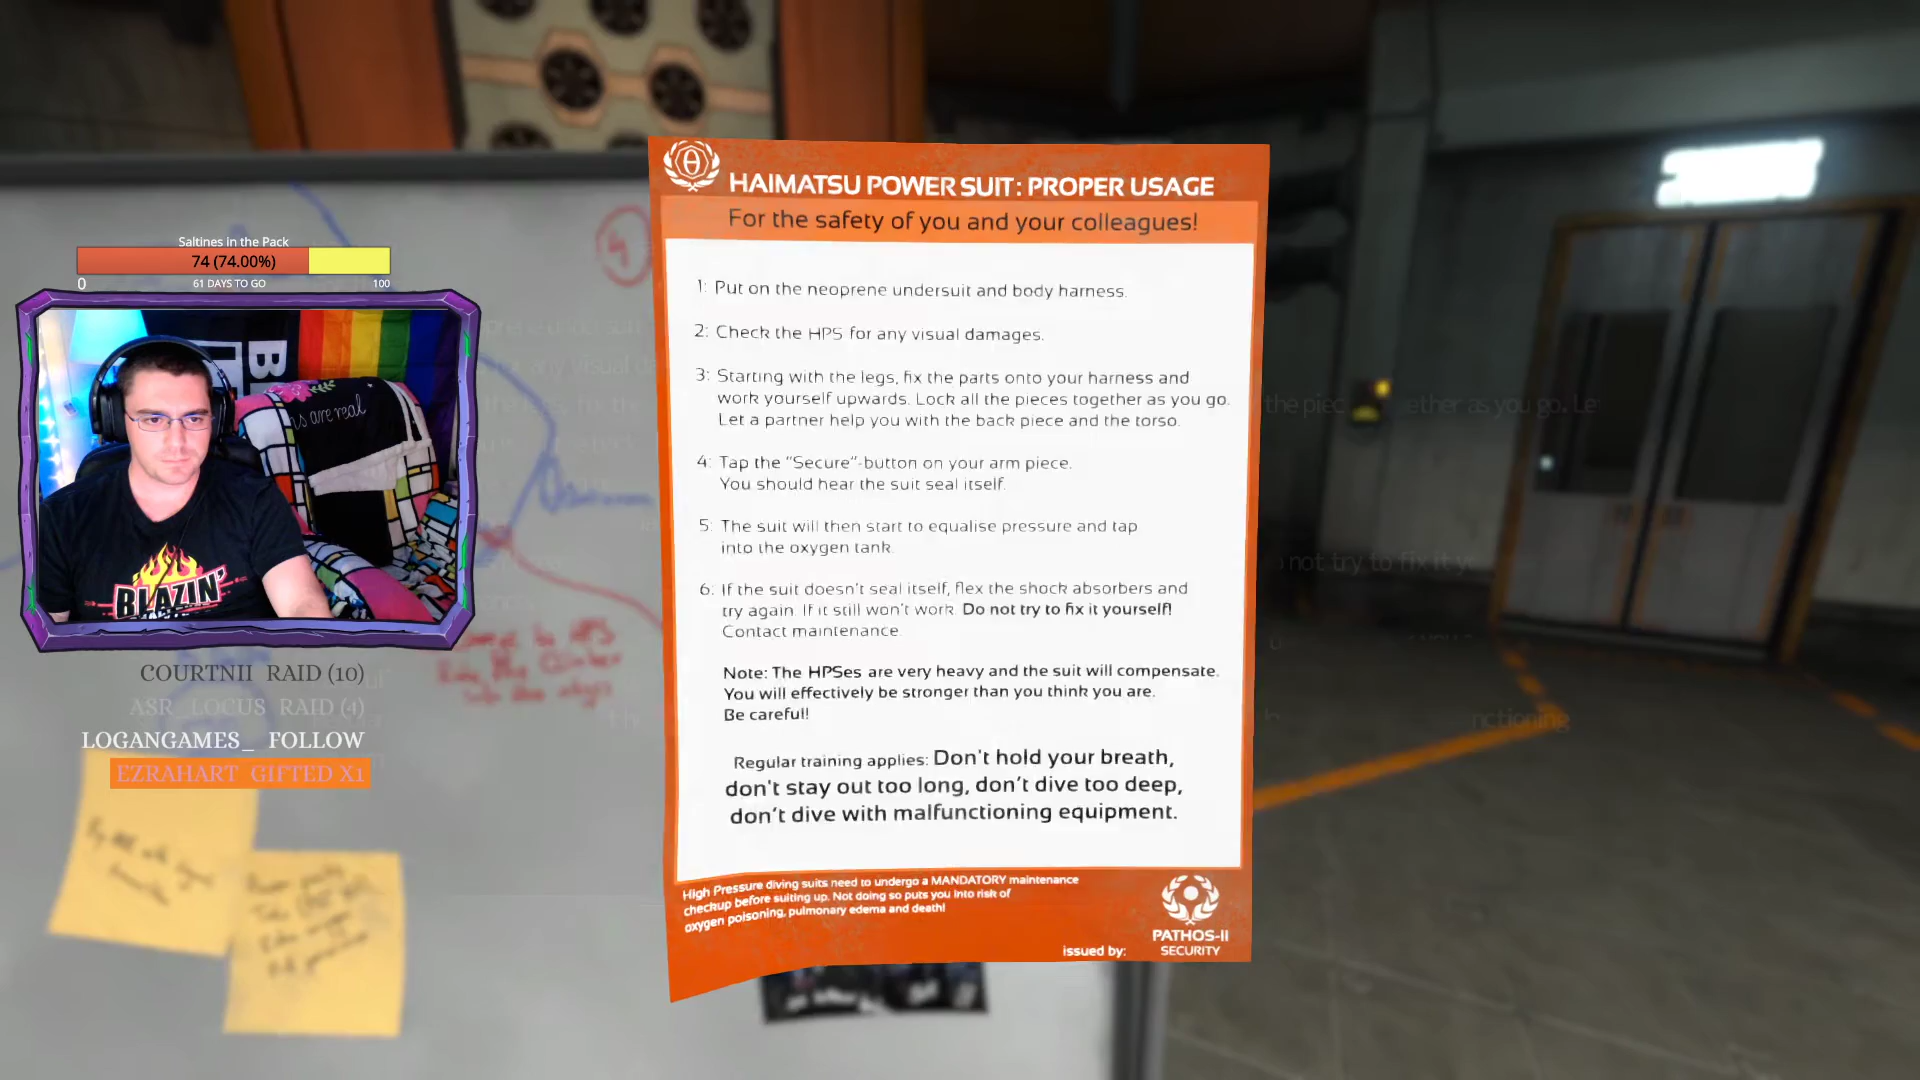 HAIMATSU POWER SUIT: PROPER USAGE
For the safety of you and your colleagues!
1: Put on the neoprene undersuit and body harness.
2: Check the HPS for any visual damages.
3: Starting with the legs, fix the parts onto your harness and
work yourself upwards. Lock all the pieces together as you go.
Let a partner help you with the back piece and the torso.
4: Tap the "Secure"-button on your arm piece.
You should hear the suit seal itself.
5: The suit will then start to equalise pressure and tap
into the oxygen tank.
6: If the suit doesn't seal itself, flex the shock absorbers and
try again. If it still won't work. Do not try to fix it yourself!
Contact maintenance.
Note: The HPSes are very heavy and the suit will compensate.
You will effectively be stronger than you think you are.
Be careful!
Regular training applies: Don't hold your breath,
don't stay out too long, don't dive too deep,
don't dive with malfunctioning equipment.
High Pressure diving suits need to undergo a MANDATORY maintenance
checkup before suiting up. Not doing so puts you into risk of
oxygen poisoning, pulmonary edema and death!
issued by:
PATHOS-II
SECURITY
Saltines in the Pack
74 (74.00%)
0
61 DAYS TO GO
100
are real
BLAZIN'
COURTNII RAID (10)
ASR_LOCUS RAID (4)
LOGANGAMES_ FOLLOW
EZRAHART GIFTED X1
4